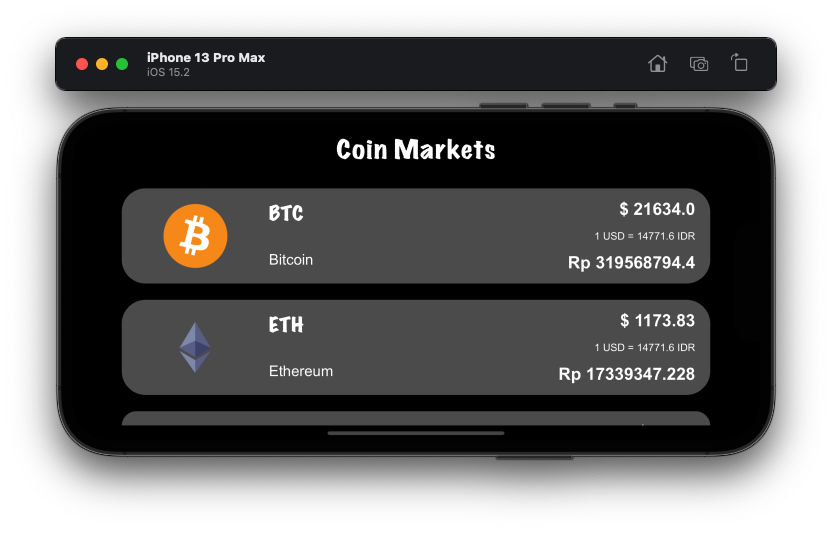 iPhone 13 Pro Max
iOS 15.2
Coin Markets
BTC
$ 21634.0
1 USD = 14771.6 IDR
Bitcoin
Rp 319568794.4
ETH
$ 1173.83
1 USD = 14771.6 IDR
Ethereum
Rp 17339347.228